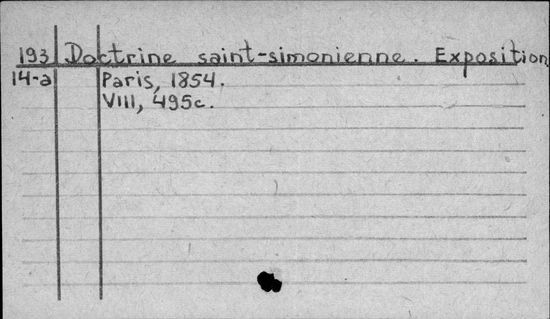 193 Doctrine saint-simonienne. Exposition
14-a Paris, 1854.
VIII, 495c.